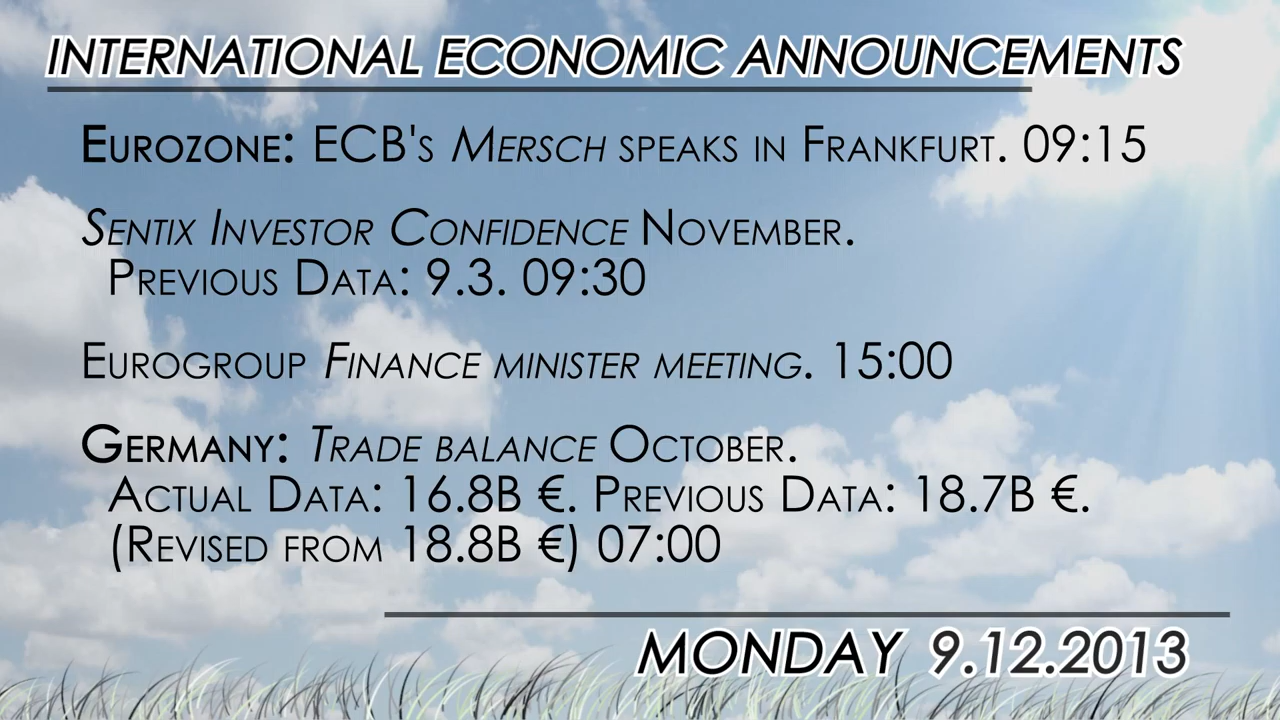 INTERNATIONAL ECONOMIC ANNOUNCEMENTS
Eurozone: ECB's Mersch speaks in Frankfurt. 09:15
Sentix Investor Confidence November.
Previous Data: 9.3. 09:30
Eurogroup Finance minister meeting. 15:00
Germany: Trade balance October.
Actual Data: 16.8B €. Previous Data: 18.7B €.
(Revised from 18.8B €) 07:00
MONDAY 9.12.2013